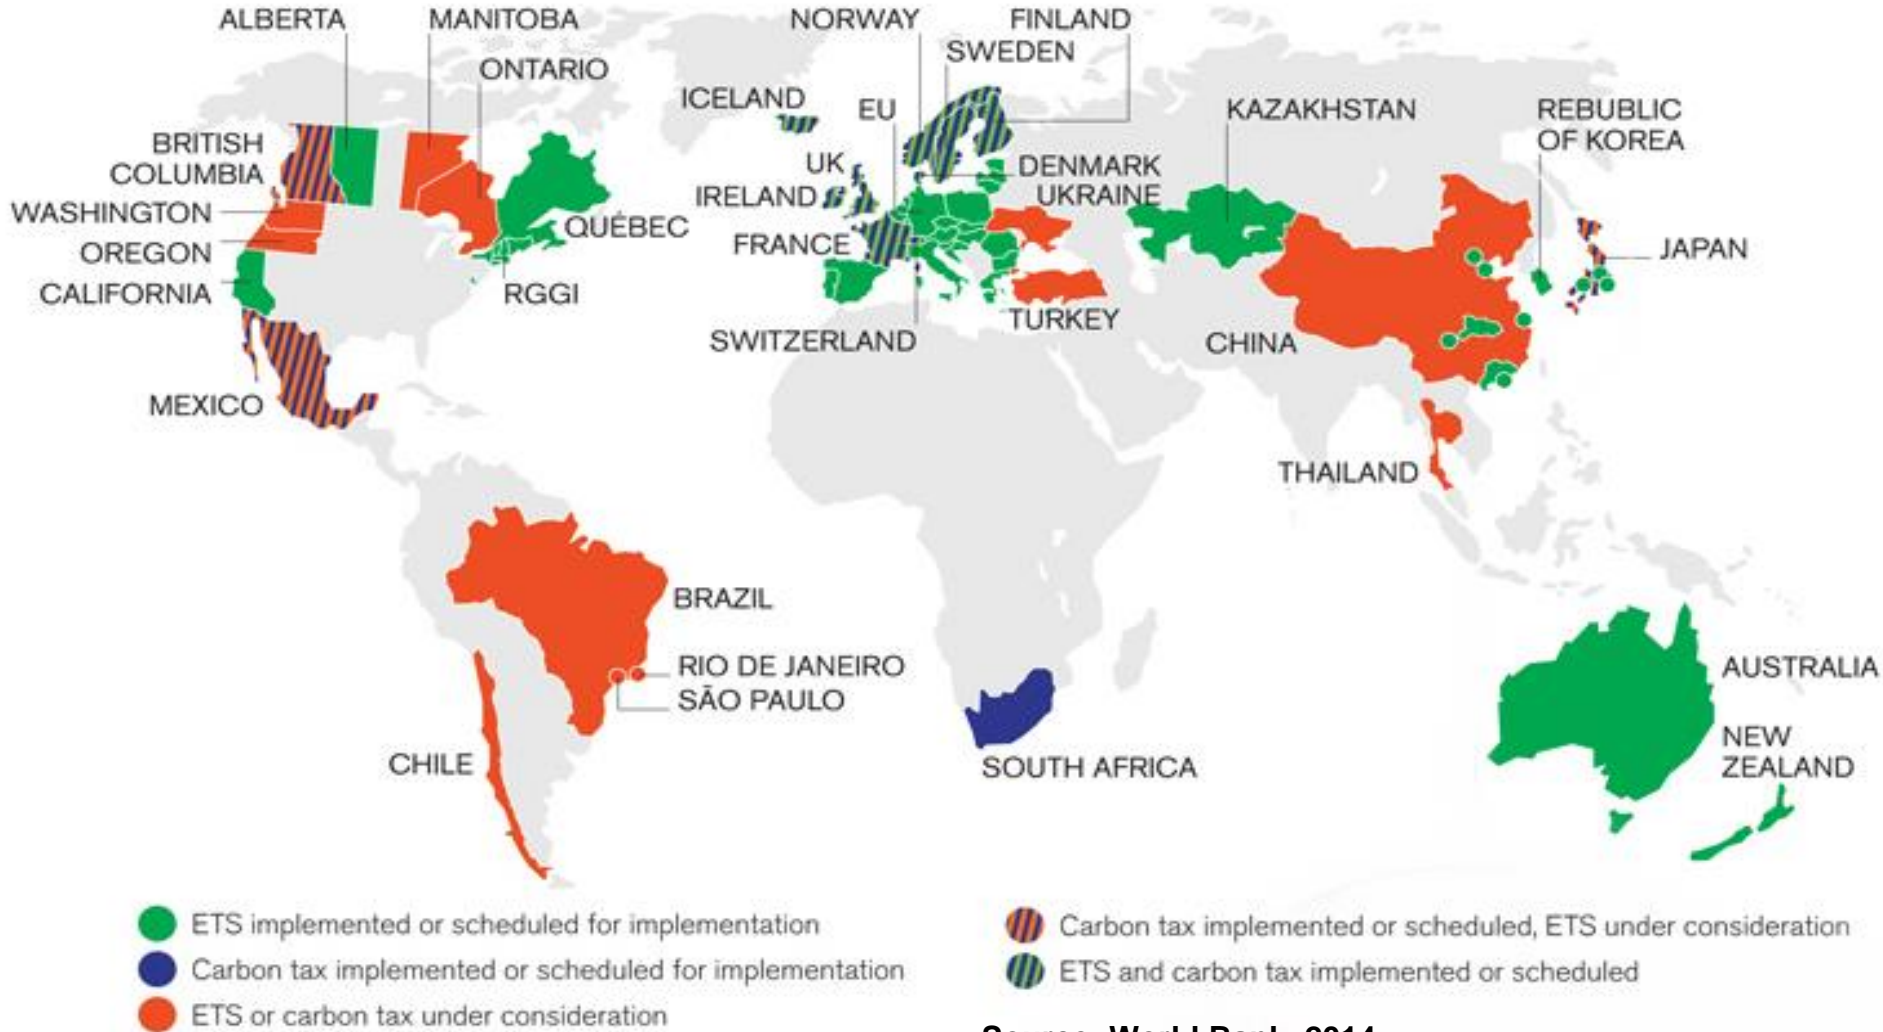 ALBERTA
MANITOBA
NORWAY
FINLAND
SWEDEN
ONTARIO
ICELAND
EU
KAZAKHSTAN
REBUBLIC
OF KOREA
BRITISH
COLUMBIA
UK
DENMARK
IRELAND
UKRAINE
WASHINGTON
QUÉBEC
OREGON
FRANCE
JAPAN
CALIFORNIA
RGGI
TURKEY
SWITZERLAND
CHINA
MEXICO
THAILAND
BRAZIL
RIO DE JANEIRO
SÃO PAULO
AUSTRALIA
NEW
ZEALAND
CHILE
SOUTH AFRICA
ETS implemented or scheduled for implementation
Carbon tax implemented or scheduled for implementation
ETS or carbon tax under consideration
Carbon tax implemented or scheduled, ETS under consideration
ETS and carbon tax implemented or scheduled
Source: World Bank, 2014